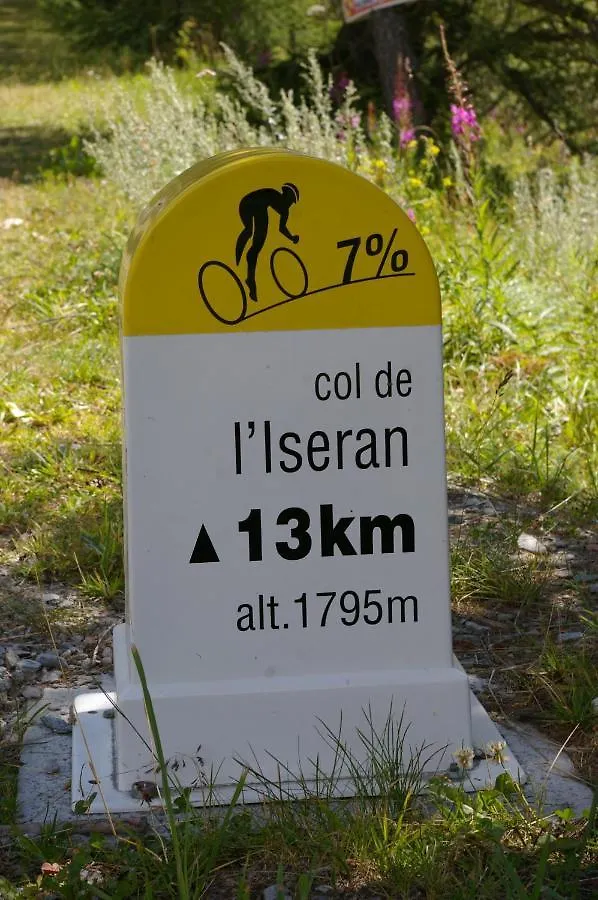 7%
col de
l'Iseran
▲ 13km
alt.1795m